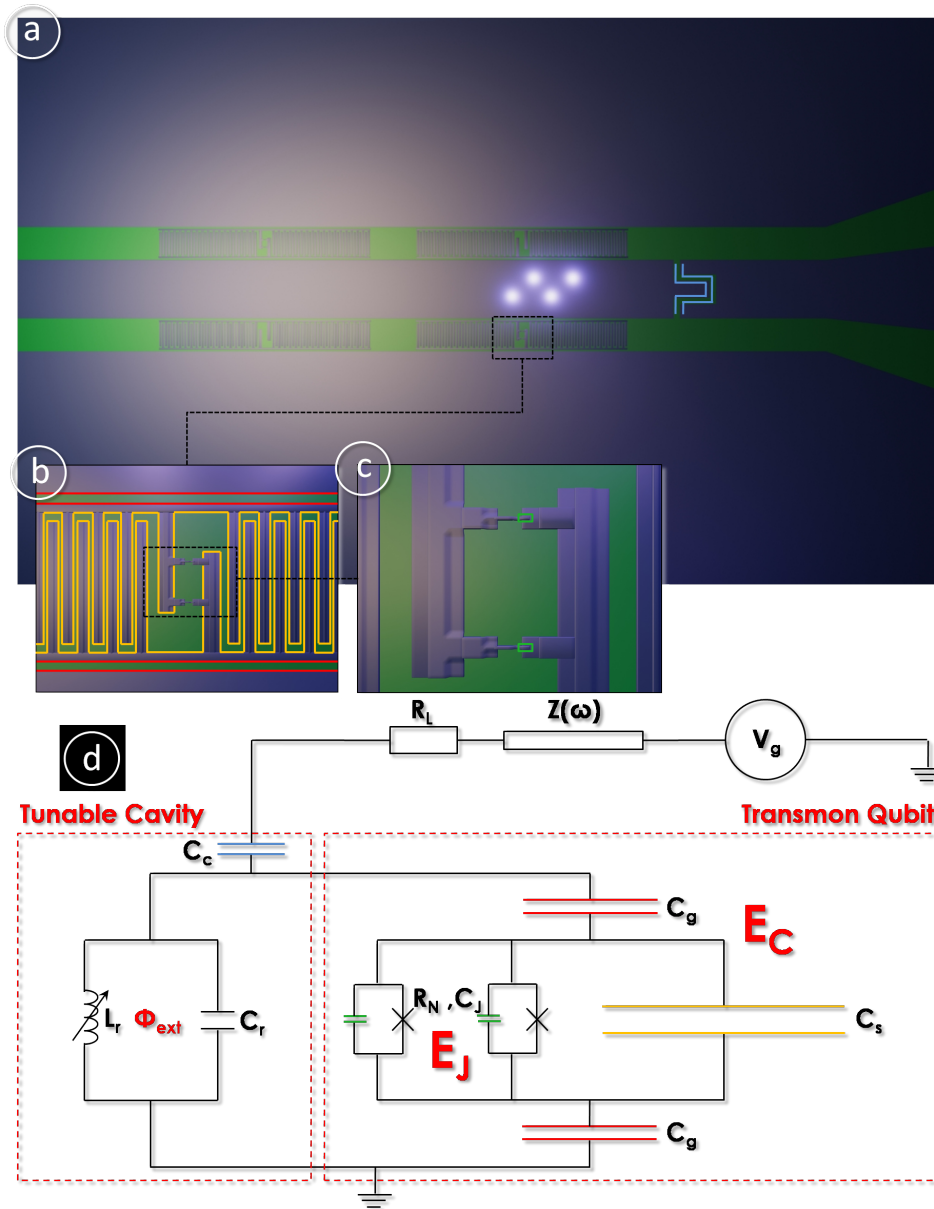 a
b
c
R_L
Z(ω)
V_g
d
Tunable Cavity
Transmon Qubit
C_c
C_g
E_C
L_r
Φ_ext
C_r
R_N , C_J
E_J
C_s
C_g